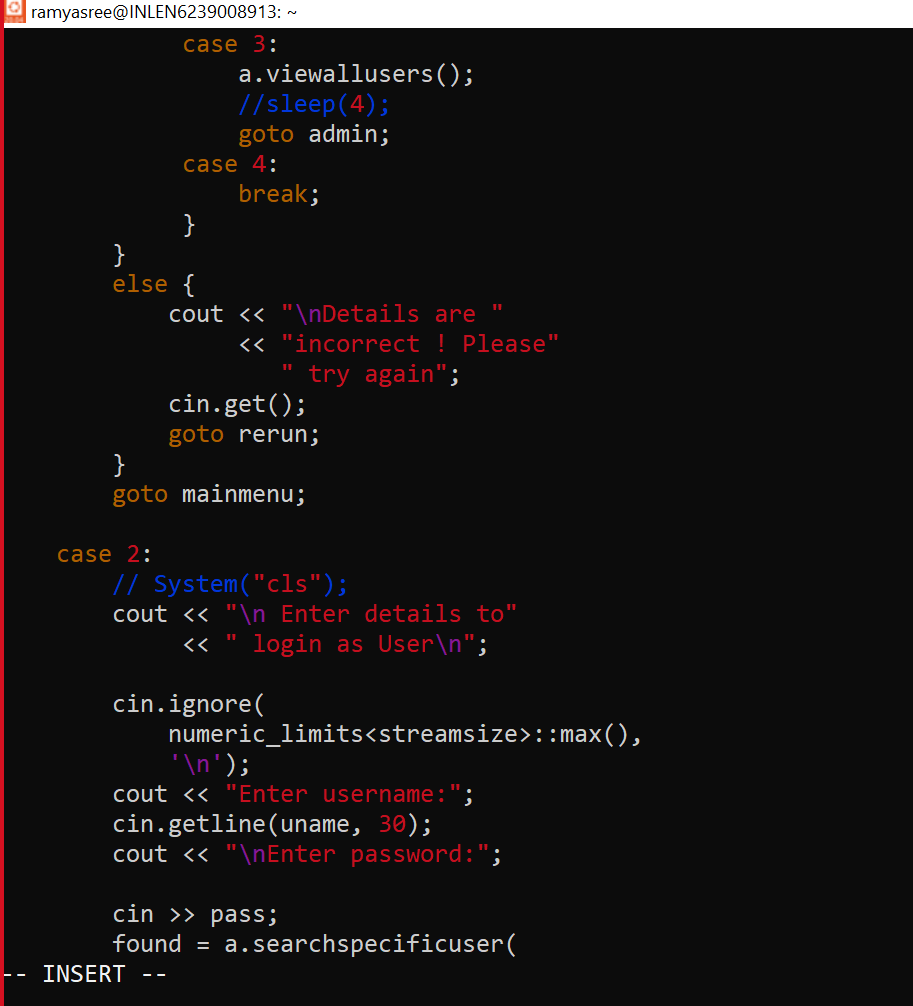 ramyasree@INLEN6239008913: ~
case 3:
a.viewallusers();
//sleep(4);
goto admin;
case 4:
break;
}
}
else {
cout << "\nDetails are "
<< "incorrect ! Please"
" try again";
cin.get();
goto rerun;
}
goto mainmenu;
case 2:
// System("cls");
cout << "\n Enter details to"
<< " login as User\n";
cin.ignore(
numeric_limits<streamsize>::max(),
'\n');
cout << "Enter username:";
cin.getline(uname, 30);
cout << "\nEnter password:";
cin >> pass;
found = a.searchspecificuser(
-- INSERT --